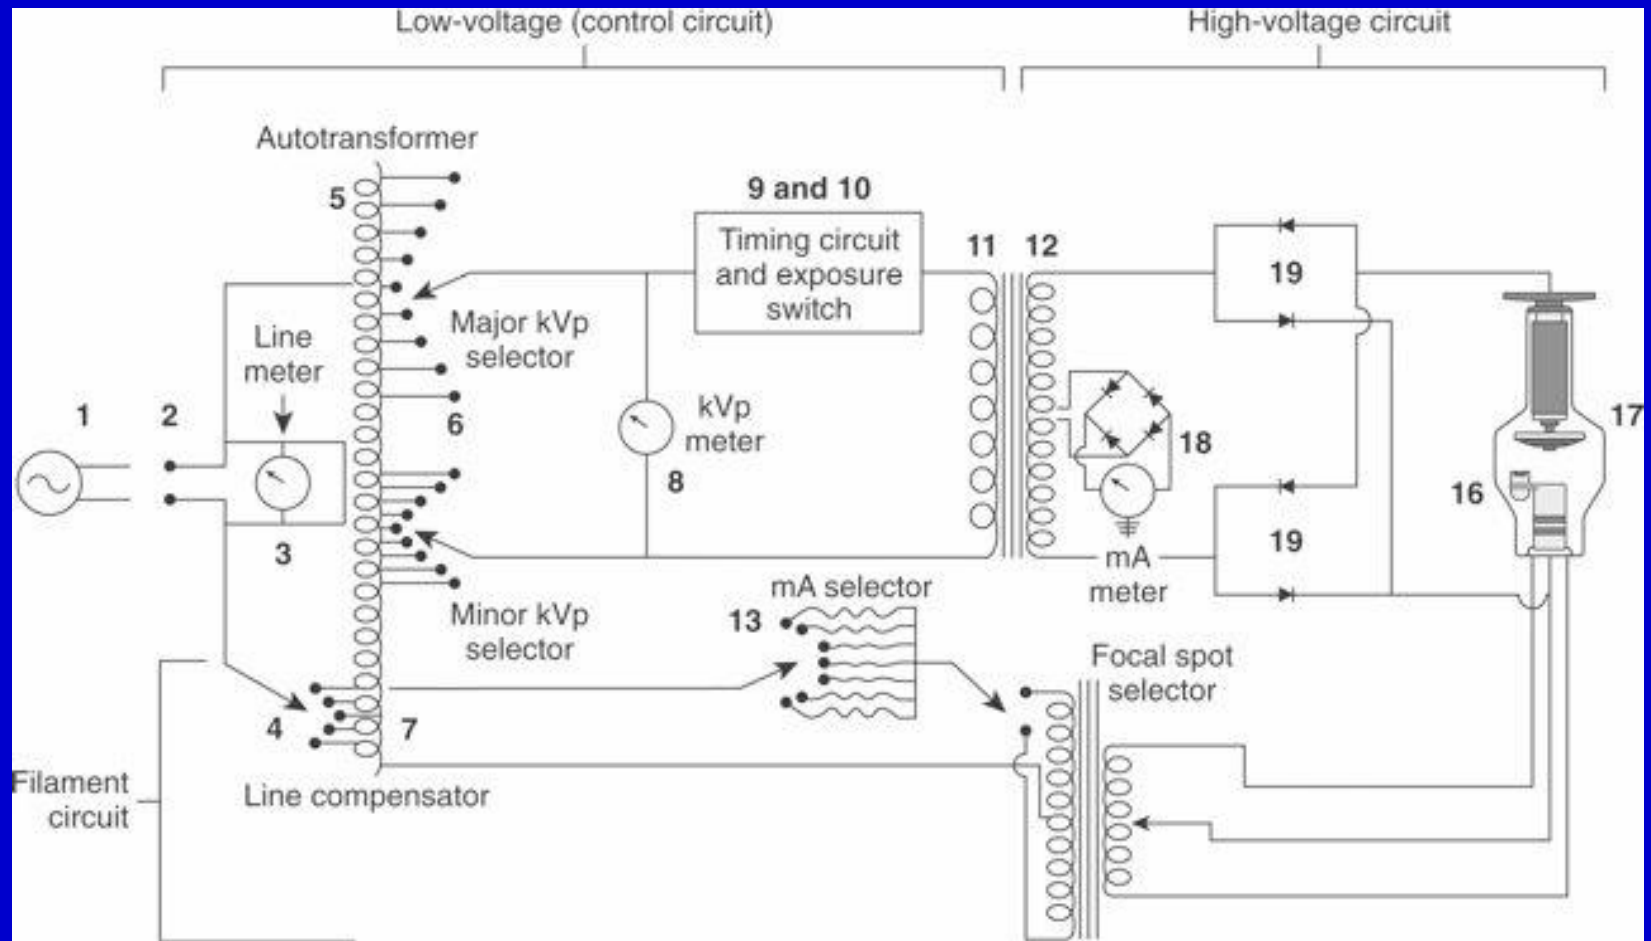 Low-voltage (control circuit)
High-voltage circuit
Autotransformer
5
9 and 10
Timing circuit
and exposure
switch
11
12
19
Major kVp
selector
Line
meter
1
2
6
kVp
meter
8
18
17
16
3
19
mA
meter
mA selector
13
Minor kVp
selector
Focal spot
selector
4
7
Filament
circuit
Line compensator